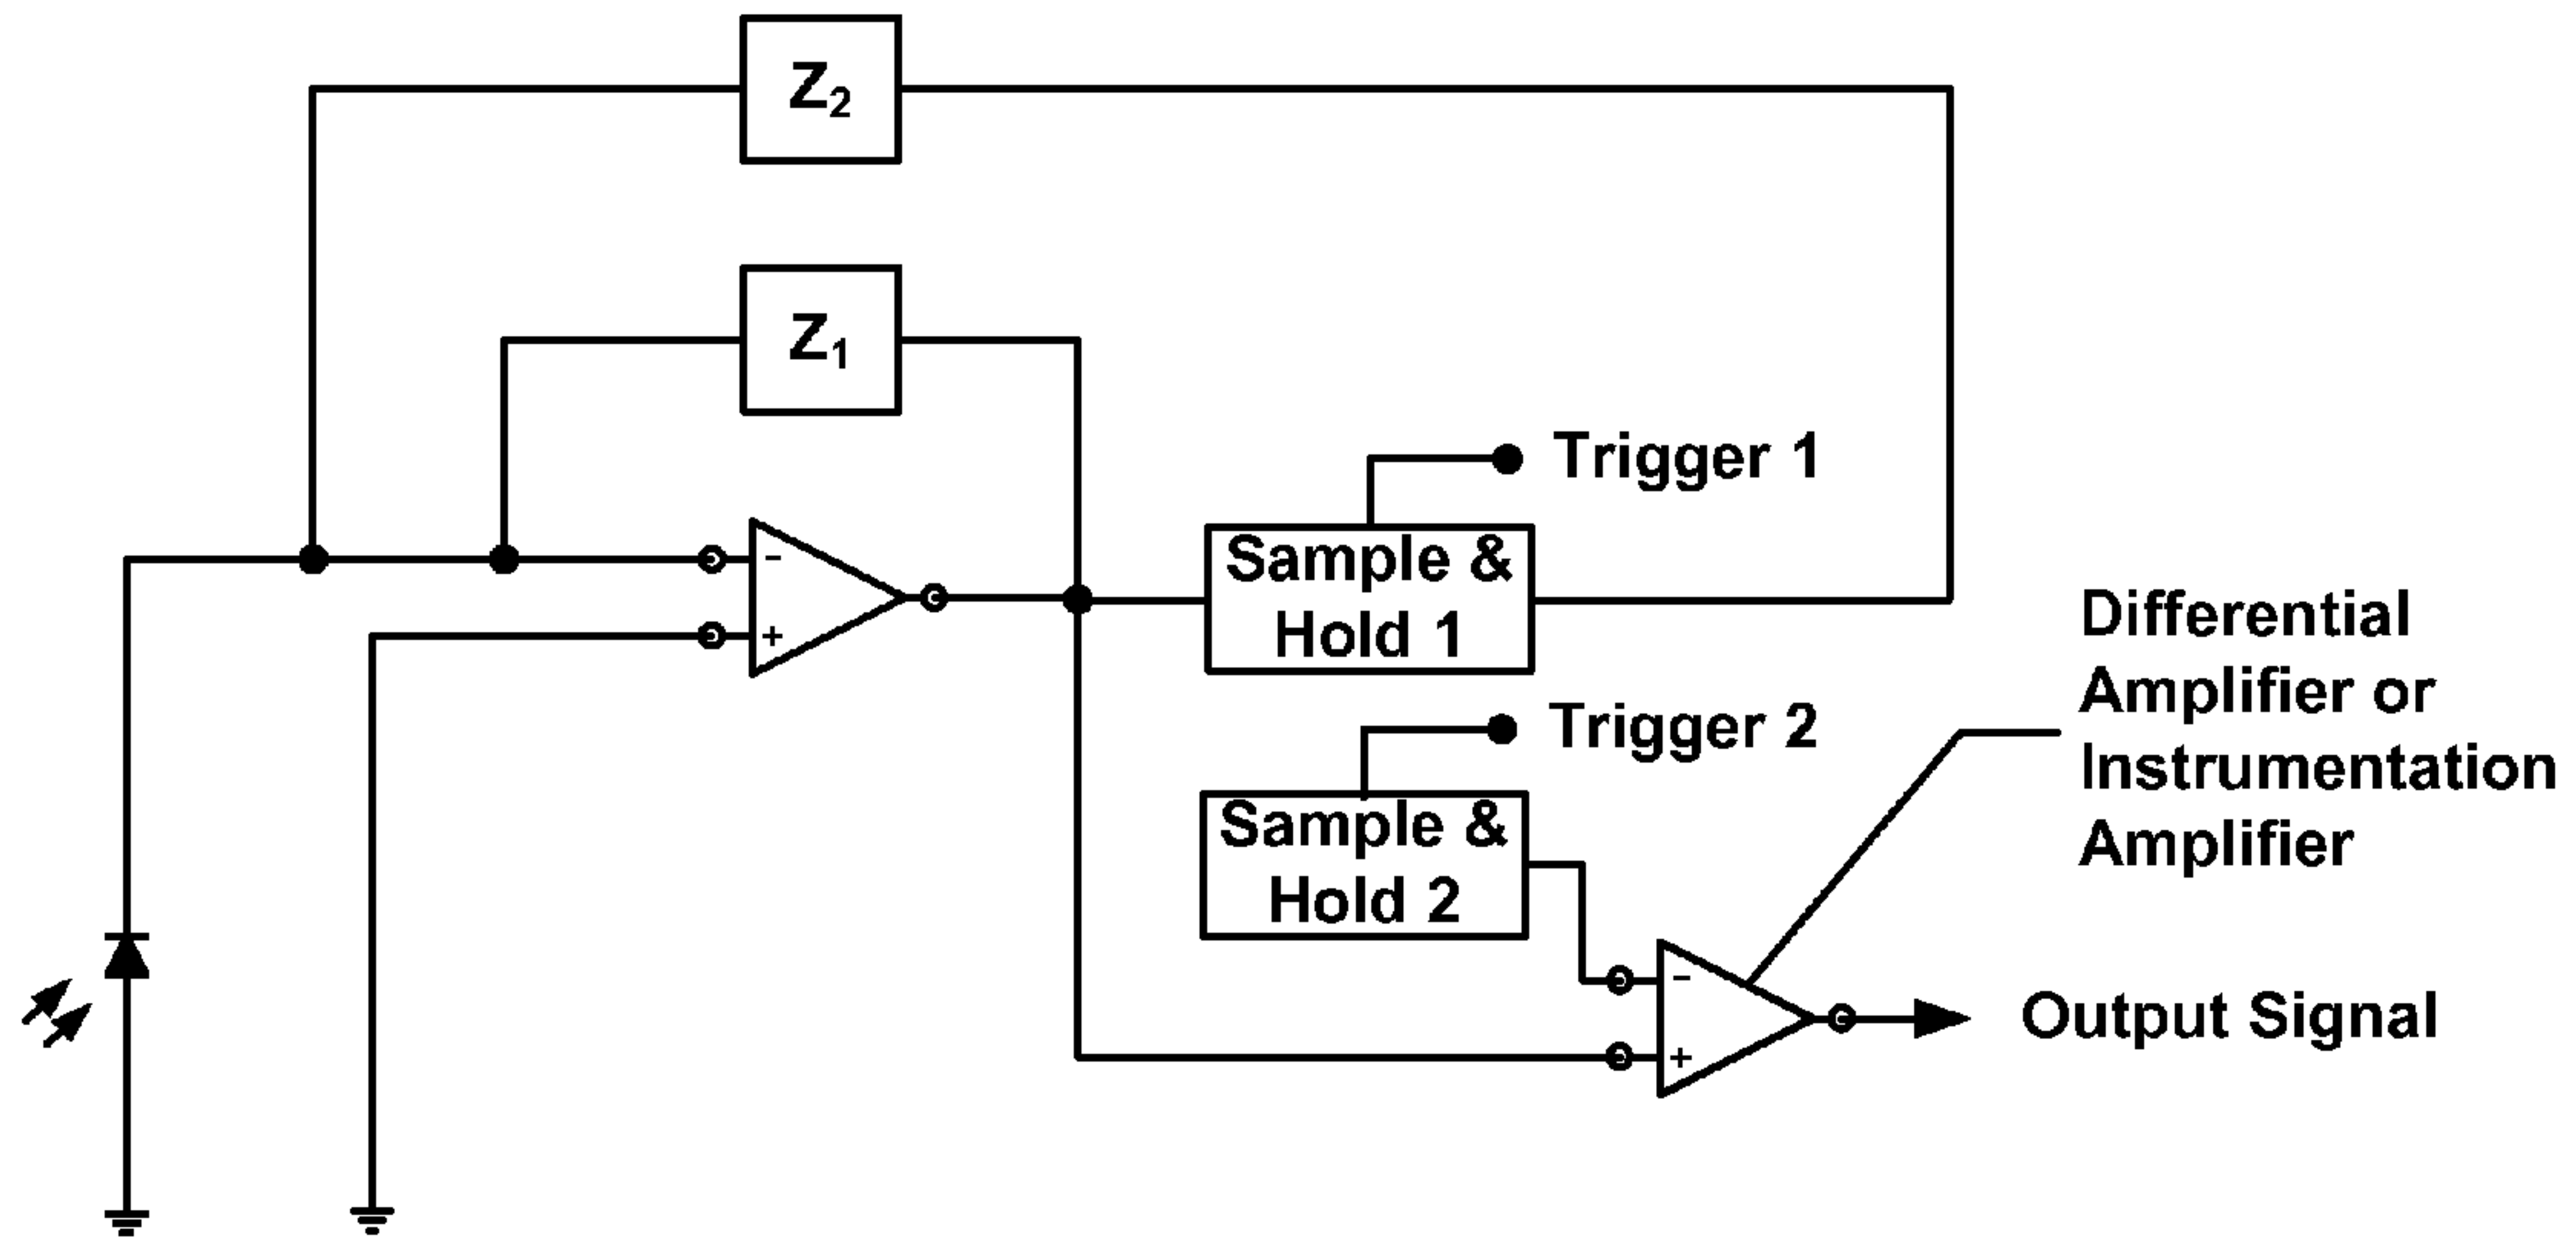 Z₂
Z₁
Trigger 1
Sample &
Hold 1
-
+
Trigger 2
Sample &
Hold 2
Differential
Amplifier or
Instrumentation
Amplifier
-
+
Output Signal